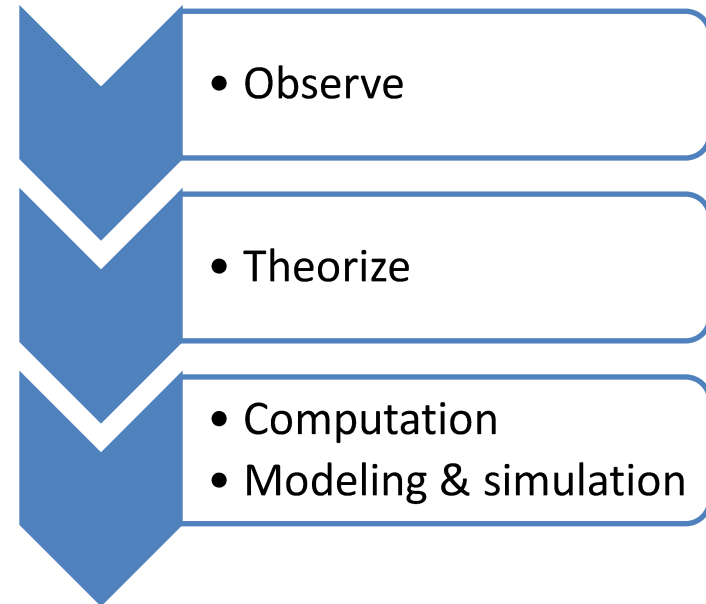 • Observe
• Theorize
• Computation
• Modeling & simulation